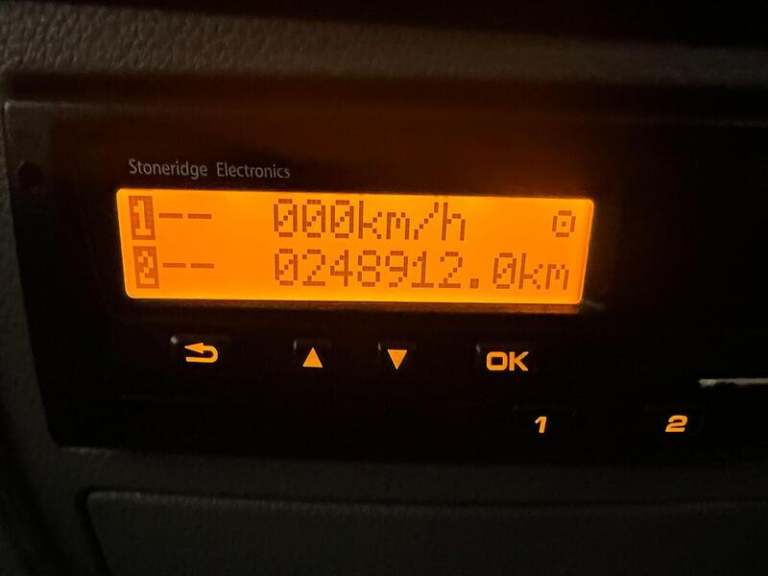 Stoneridge Electronics
1-- 000km/h
2-- 0248912.0km
OK
1 2